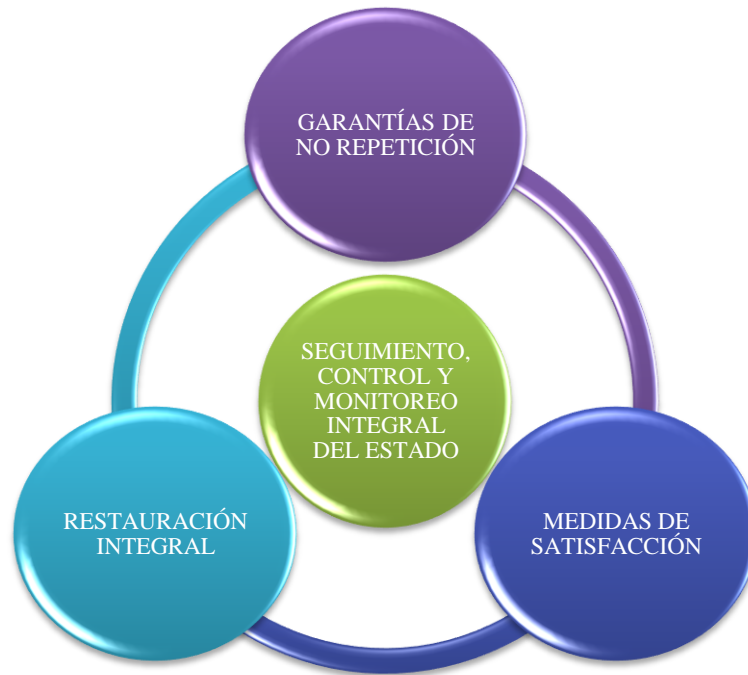 GARANTÍAS DE
NO REPETICIÓN
SEGUIMIENTO,
CONTROL Y
MONITOREO
INTEGRAL
DEL ESTADO
RESTAURACIÓN
INTEGRAL
MEDIDAS DE
SATISFACCIÓN